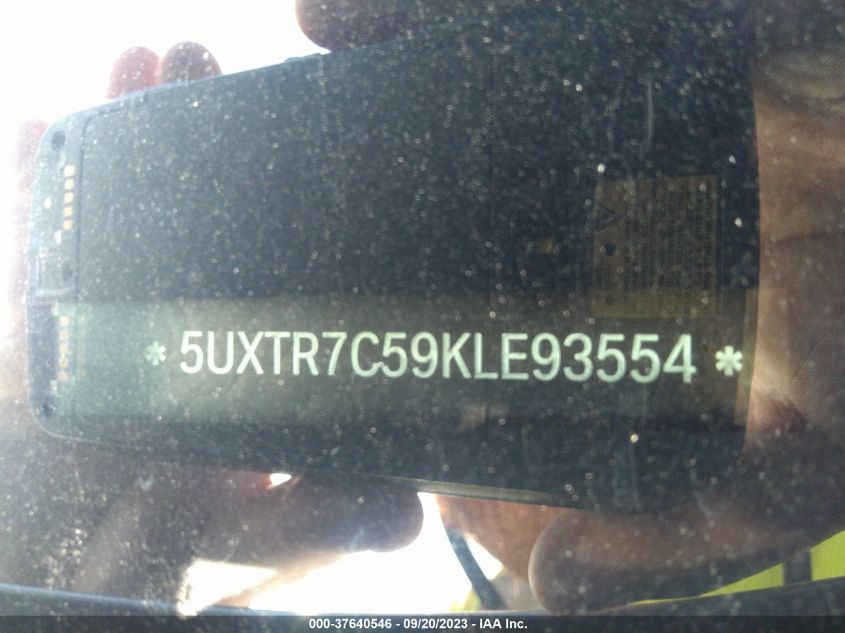 * 5UXTR7C59KLE93554 *
000-37640546 - 09/20/2023 - IAA Inc.